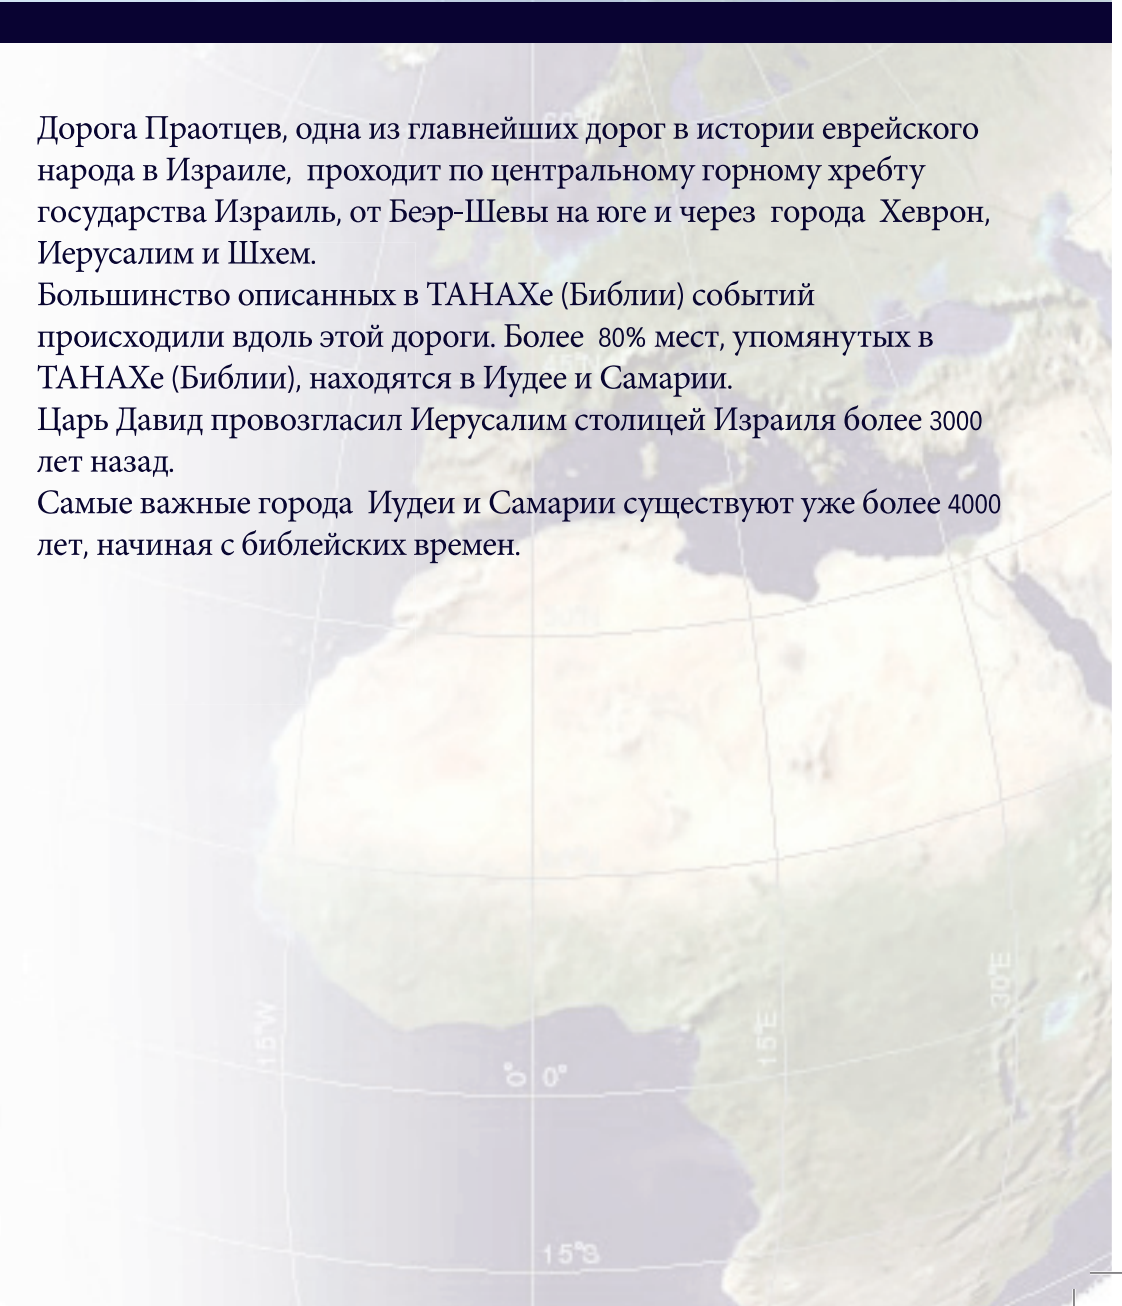 Дорога Праотцев, одна из главнейших дорог в истории еврейского
народа в Израиле,  проходит по центральному горному хребту
государства Израиль, от Беэр-Шевы на юге и через  города  Хеврон,
Иерусалим и Шхем.
Большинство описанных в ТАНАХе (Библии) событий
происходили вдоль этой дороги. Более  80% мест, упомянутых в
ТАНАХе (Библии), находятся в Иудее и Самарии.
Царь Давид провозгласил Иерусалим столицей Израиля более 3000
лет назад.
Самые важные города  Иудеи и Самарии существуют уже более 4000
лет, начиная с библейских времен.
30°E
15°W
15°E
0° 0°
15°S